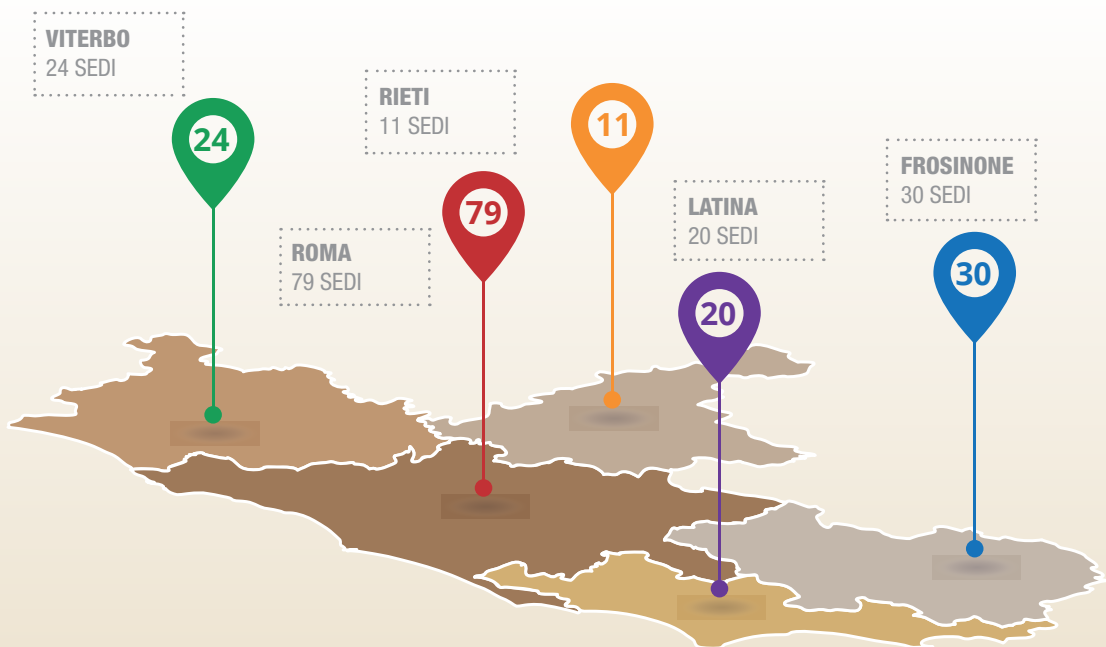 VITERBO
24 SEDI
24
RIETI
11 SEDI
11
ROMA
79 SEDI
79
LATINA
20 SEDI
20
FROSINONE
30 SEDI
30